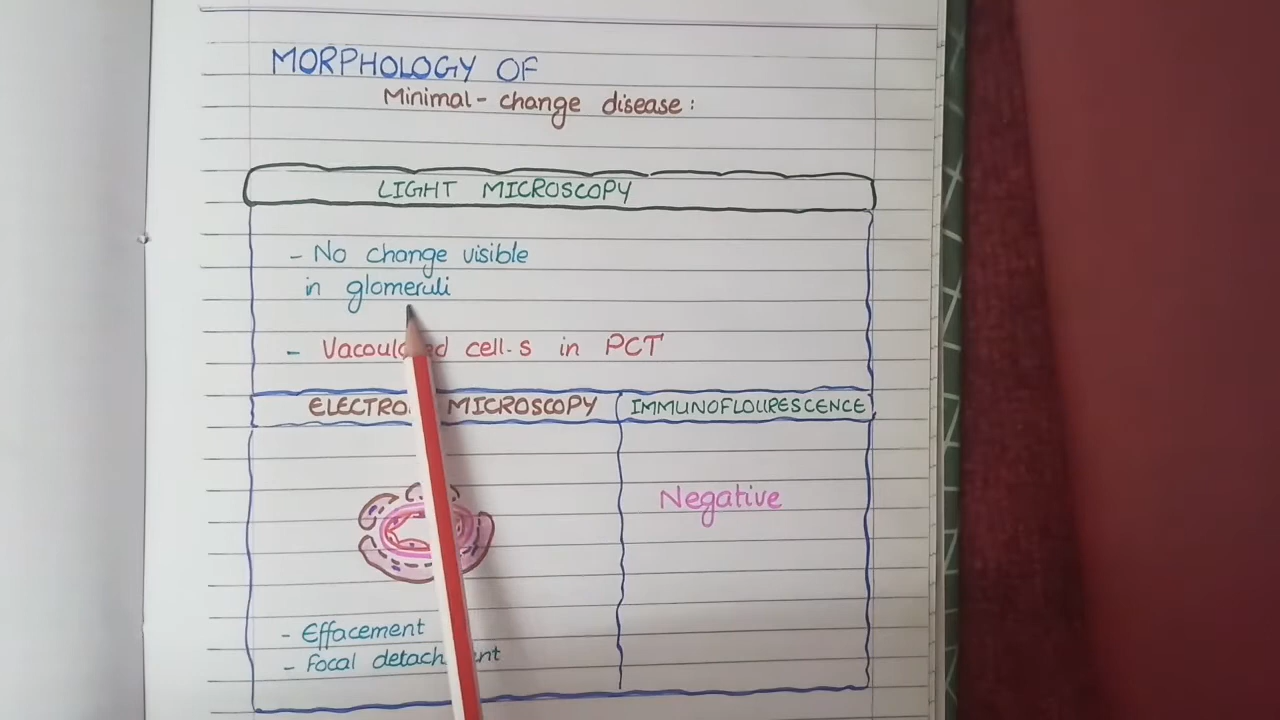 MORPHOLOGY OF
Minimal-change disease:
LIGHT MICROSCOPY
- No change visible
in glomeruli
- cell.s in PCT
MICROSCOPY
IMMUNOFLOURESCENCE
Negative
- Effacement
- Focal